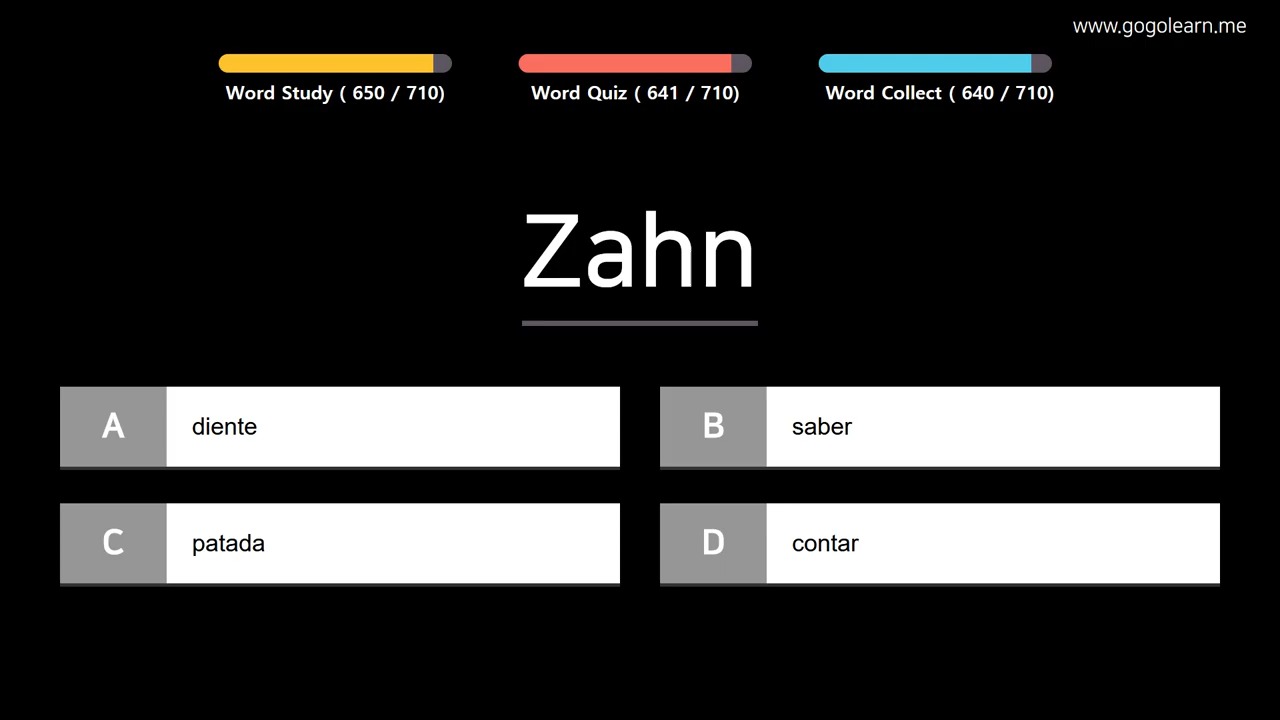 www.gogolearn.me
Word Study ( 650 / 710)
Word Quiz ( 641 / 710)
Word Collect ( 640 / 710)
Zahn
A diente
B saber
C patada
D contar